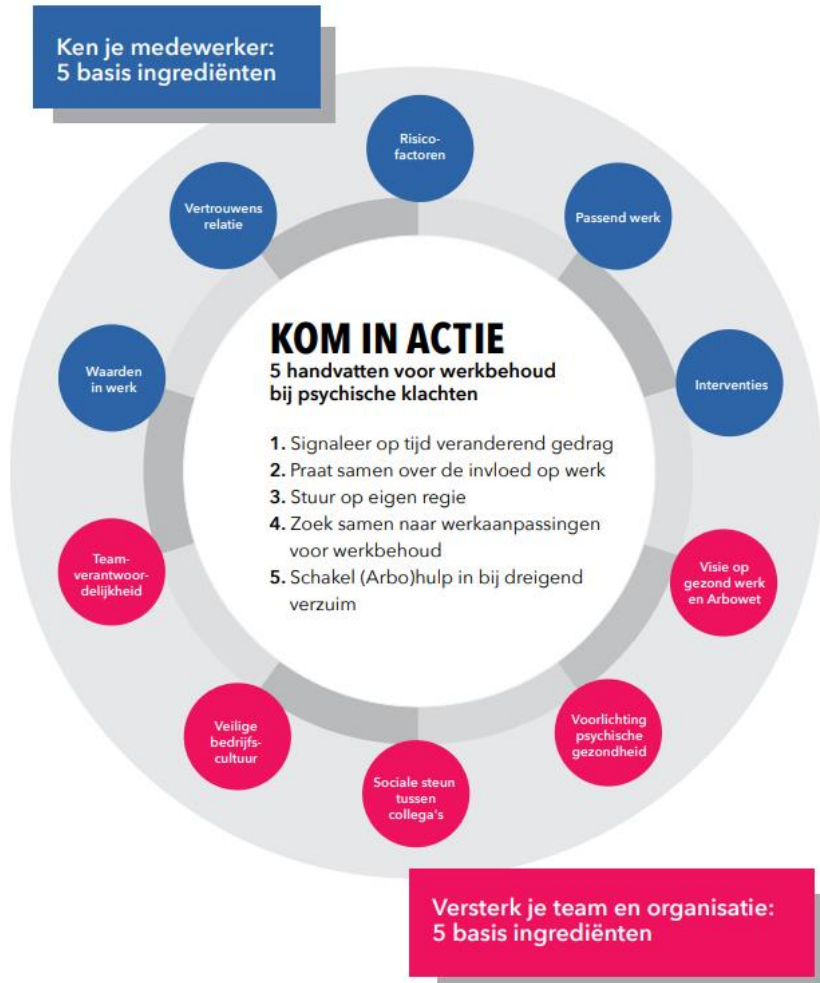 Ken je medewerker:
5 basis ingrediënten
Risico-
factoren
Vertrouwens
relatie
Passend werk
Waarden
in werk
Interventies
KOM IN ACTIE
5 handvatten voor werkbehoud
bij psychische klachten
1. Signaleer op tijd veranderend gedrag
2. Praat samen over de invloed op werk
3. Stuur op eigen regie
4. Zoek samen naar werkaanpassingen
voor werkbehoud
5. Schakel (Arbo)hulp in bij dreigend
verzuim
Team-
verantwoor-
delijkheid
Visie op
gezond werk
en Arbowet
Veilige
bedrijfs-
cultuur
Voorlichting
psychische
gezondheid
Sociale steun
tussen
collega's
Versterk je team en organisatie:
5 basis ingrediënten